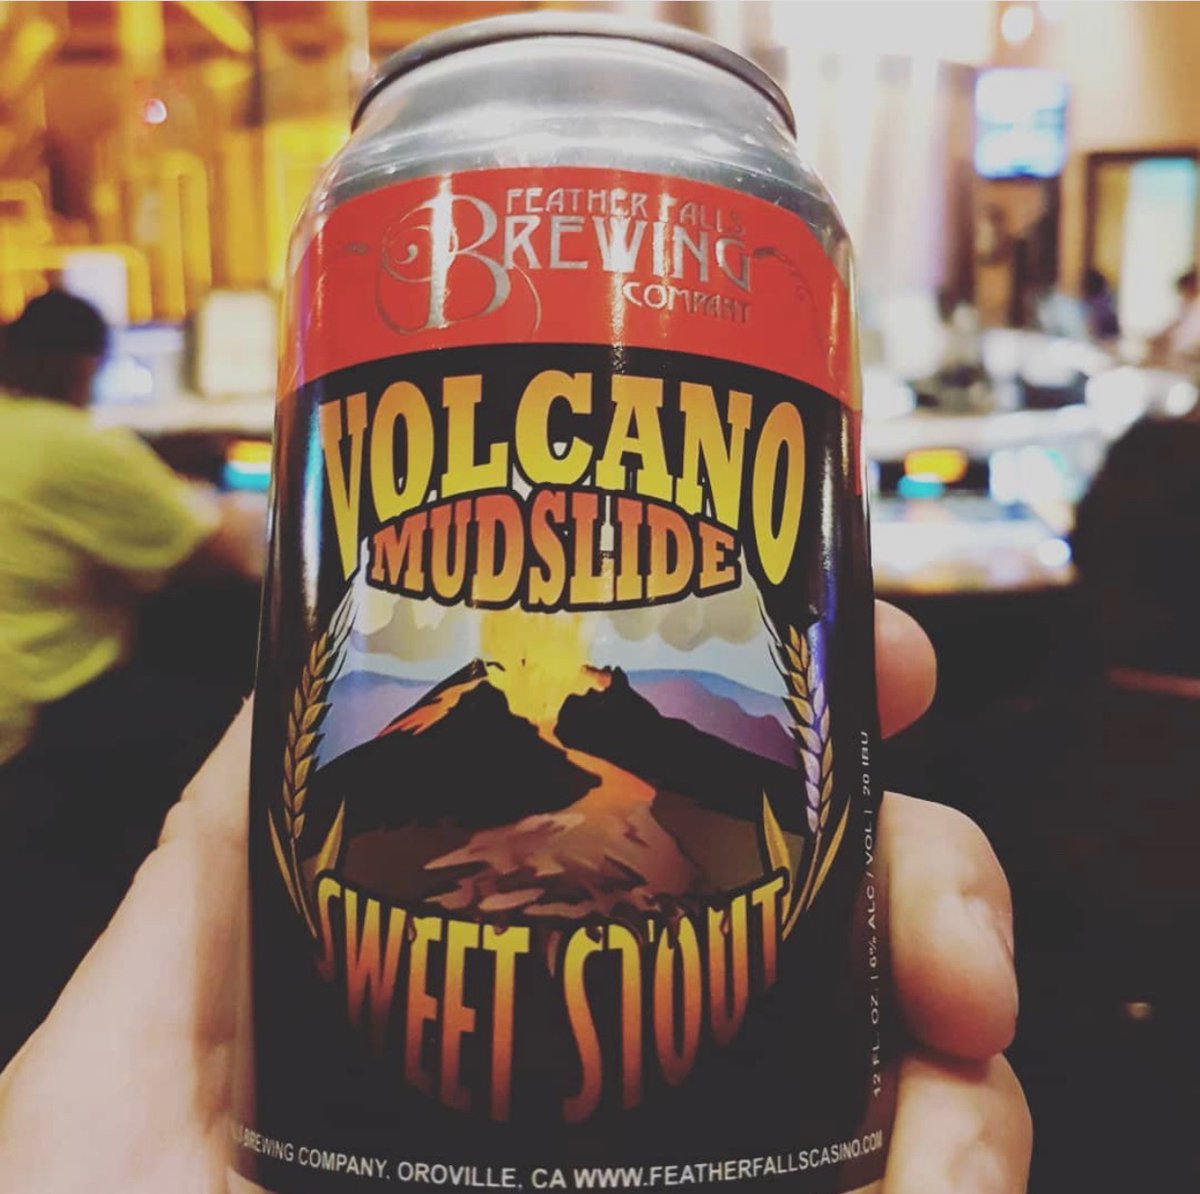 FEATHER FALLS
BREWING
COMPANY
VOLCANO
MUDSLIDE
SWEET STOUT
12 FL. OZ. | 6% ALC / VOL | 20 IBU
BREWING COMPANY, OROVILLE, CA WWW.FEATHERFALLSCASINO.COM